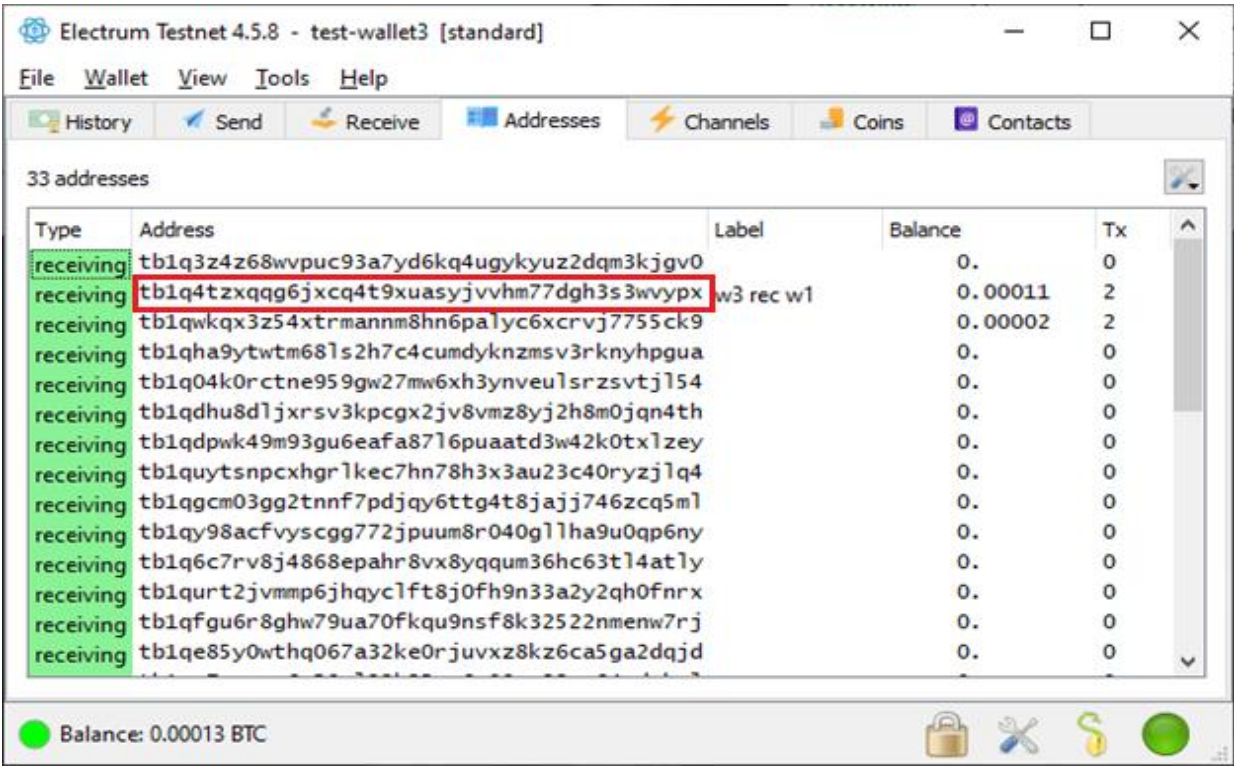 Electrum Testnet 4.5.8 - test-wallet3 [standard]
File Wallet View Tools Help
History Send Receive Addresses Channels Coins Contacts
33 addresses
Type Address Label Balance Tx
receiving tb1q3z4z68wvpuc93a7yd6kq4ugykyuz2dqm3kjgv0 0. 0
receiving tb1q4tzxqqg6jxcq4t9xuasyjvvhm77dgh3s3wvypx w3 rec w1 0.00011 2
receiving tb1qwkqx3z54xtrmannm8hn6palyc6xcrvj7755ck9 0.00002 2
receiving tb1qha9ytwtm68ls2h7c4cumdyknzmsv3rknyhpgua 0. 0
receiving tb1q04k0rctne959gw27mw6xh3ynveulsrzsvtjl54 0. 0
receiving tb1qdhu8dljxrsv3kpcgx2jv8vmz8yj2h8m0jqn4th 0. 0
receiving tb1qdpwk49m93gu6eafa87l6puaatd3w42k0txlzey 0. 0
receiving tb1quytsnpcxhgrlkec7hn78h3x3au23c40ryzjlq4 0. 0
receiving tb1qgcm03gg2tnnf7pdjqy6ttg4t8jajj746zcq5ml 0. 0
receiving tb1qy98acfvyscgg772jpuum8r040gllha9u0qp6ny 0. 0
receiving tb1q6c7rv8j4868epahr8vx8yqqum36hc63tl4atly 0. 0
receiving tb1qurt2jvmmp6jhqyclft8j0fh9n33a2y2qh0fnrx 0. 0
receiving tb1qfgu6r8ghw79ua70fkqu9nsf8k32522nmenw7rj 0. 0
receiving tb1qe85y0wthq067a32ke0rjuvxz8kz6ca5ga2dqjd 0. 0
Balance: 0.00013 BTC